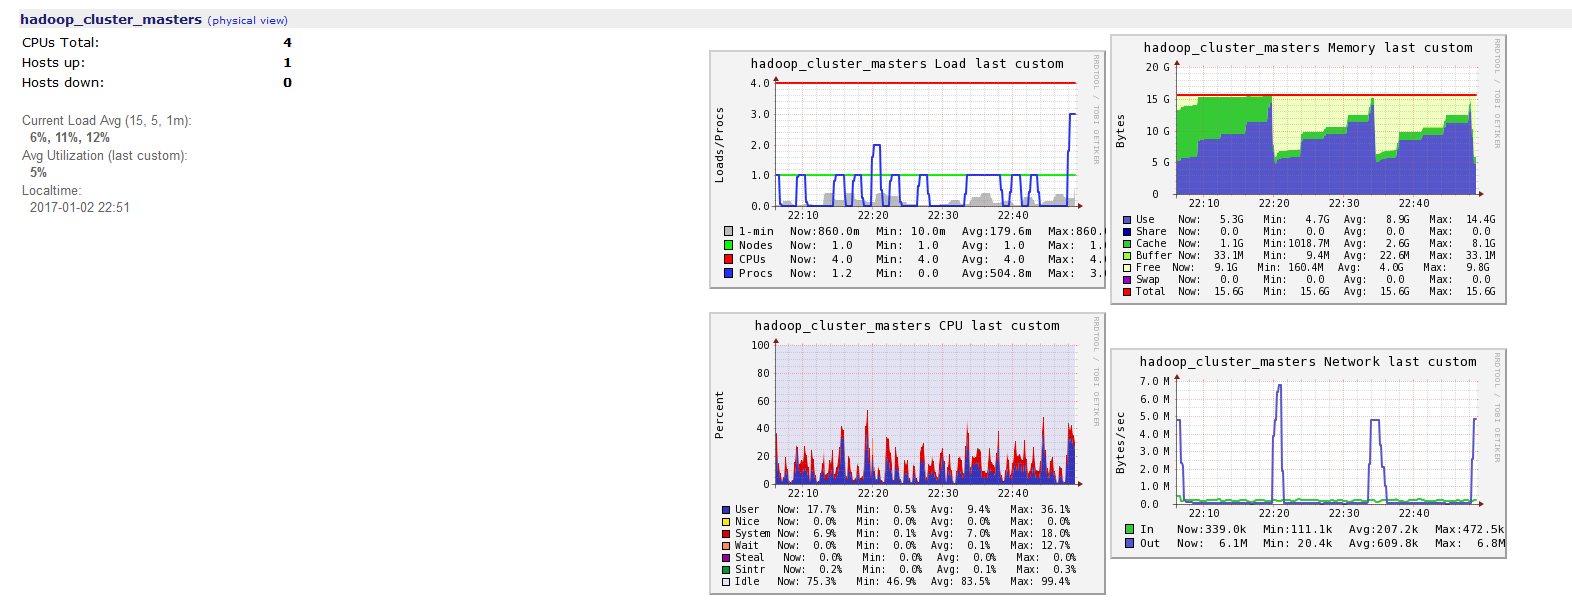 hadoop_cluster_masters (physical view)
CPUs Total: 4
Hosts up: 1
Hosts down: 0
Current Load Avg (15, 5, 1m):
6%, 11%, 12%
Avg Utilization (last custom):
5%
Localtime:
2017-01-02 22:51
hadoop_cluster_masters Load last custom
RRDTOOL / TOBI OETIKER
Loads/Procs
4.0
3.0
2.0
1.0
0.0
22:10 22:20 22:30 22:40
1-min Now:860.0m Min: 10.0m Avg:179.6m Max:860.
Nodes Now: 1.0 Min: 1.0 Avg: 1.0 Max: 1.
CPUs Now: 4.0 Min: 4.0 Avg: 4.0 Max: 4.
Procs Now: 1.2 Min: 0.0 Avg:504.8m Max: 3.
hadoop_cluster_masters Memory last custom
RRDTOOL / TOBI OETIKER
Bytes
20 G
15 G
10 G
5 G
0
22:10 22:20 22:30 22:40
Use Now: 5.3G Min: 4.7G Avg: 8.9G Max: 14.4G
Share Now: 0.0 Min: 0.0 Avg: 0.0 Max: 0.0
Cache Now: 1.1G Min:1018.7M Avg: 2.6G Max: 8.1G
Buffer Now: 33.1M Min: 9.4M Avg: 22.6M Max: 33.1M
Free Now: 9.1G Min: 160.4M Avg: 4.0G Max: 9.8G
Swap Now: 0.0 Min: 0.0 Avg: 0.0 Max: 0.0
Total Now: 15.6G Min: 15.6G Avg: 15.6G Max: 15.6G
hadoop_cluster_masters CPU last custom
RRDTOOL / TOBI OETIKER
Percent
100
80
60
40
20
0
22:10 22:20 22:30 22:40
User Now: 17.7% Min: 0.5% Avg: 9.4% Max: 36.1%
Nice Now: 0.0% Min: 0.0% Avg: 0.0% Max: 0.0%
System Now: 6.9% Min: 0.1% Avg: 7.0% Max: 18.0%
Wait Now: 0.0% Min: 0.0% Avg: 0.1% Max: 12.7%
Steal Now: 0.0% Min: 0.0% Avg: 0.0% Max: 0.0%
Sintr Now: 0.2% Min: 0.0% Avg: 0.1% Max: 0.3%
Idle Now: 75.3% Min: 46.9% Avg: 83.5% Max: 99.4%
hadoop_cluster_masters Network last custom
RRDTOOL / TOBI OETIKER
Bytes/sec
7.0 M
6.0 M
5.0 M
4.0 M
3.0 M
2.0 M
1.0 M
0.0
22:10 22:20 22:30 22:40
In Now:339.0k Min:111.1k Avg:207.2k Max:472.5k
Out Now: 6.1M Min: 20.4k Avg:609.8k Max: 6.8M